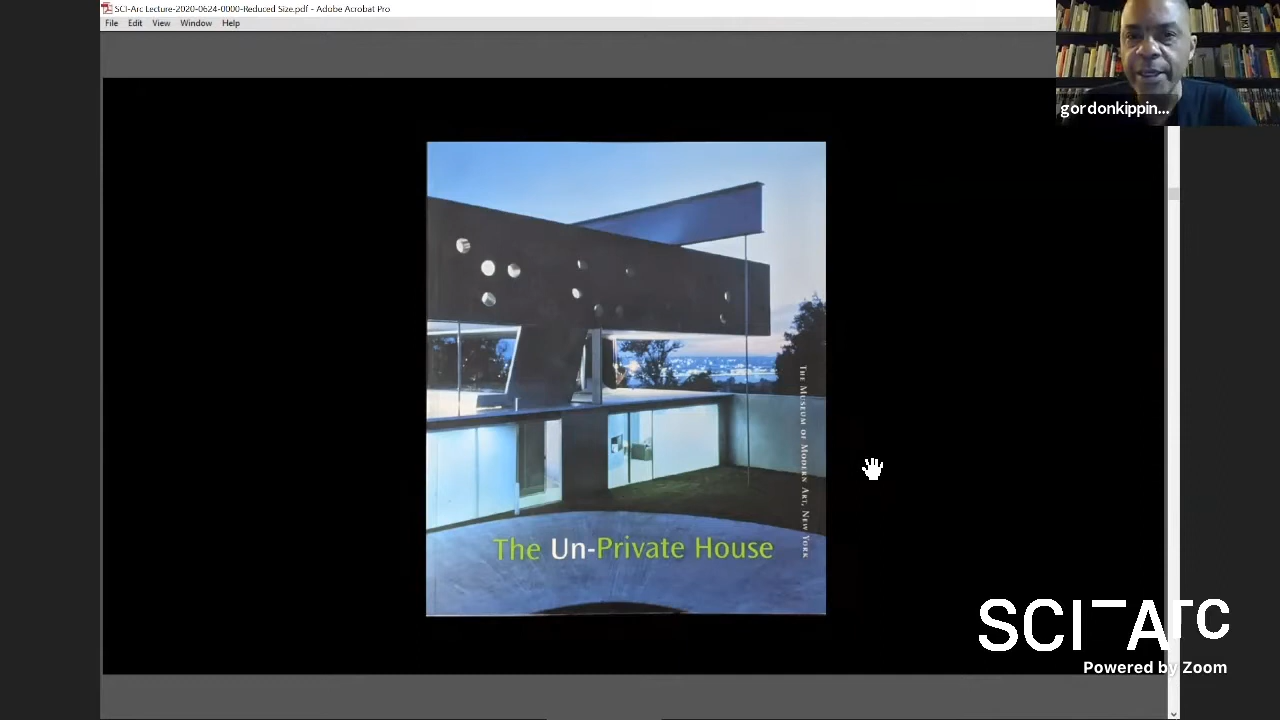 SCI-Arc Lecture-2020-0624-0000-Reduced Size.pdf - Adobe Acrobat Pro
File Edit View Window Help
gordonkippin...
THE MUSEUM OF MODERN ART, NEW YORK
The Un-Private House
SCI-Arc
Powered by Zoom